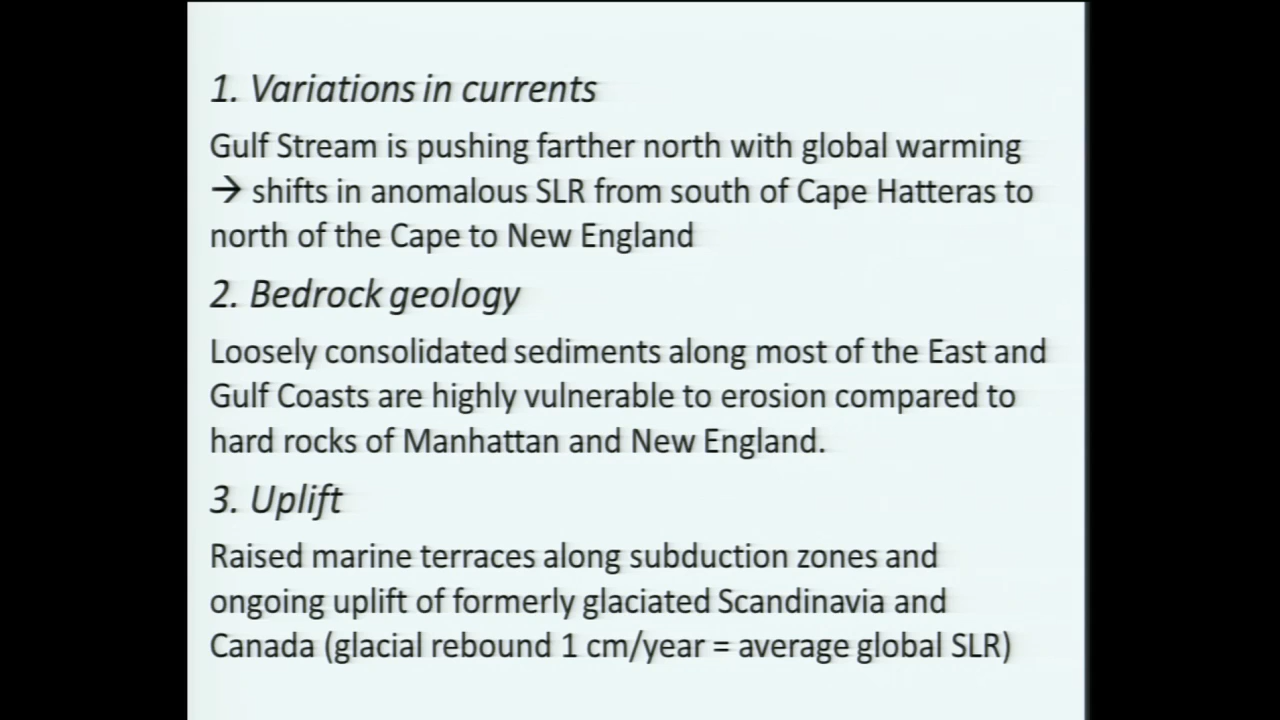 1. Variations in currents
Gulf Stream is pushing farther north with global warming
→ shifts in anomalous SLR from south of Cape Hatteras to
north of the Cape to New England
2. Bedrock geology
Loosely consolidated sediments along most of the East and
Gulf Coasts are highly vulnerable to erosion compared to
hard rocks of Manhattan and New England.
3. Uplift
Raised marine terraces along subduction zones and
ongoing uplift of formerly glaciated Scandinavia and
Canada (glacial rebound 1 cm/year = average global SLR)